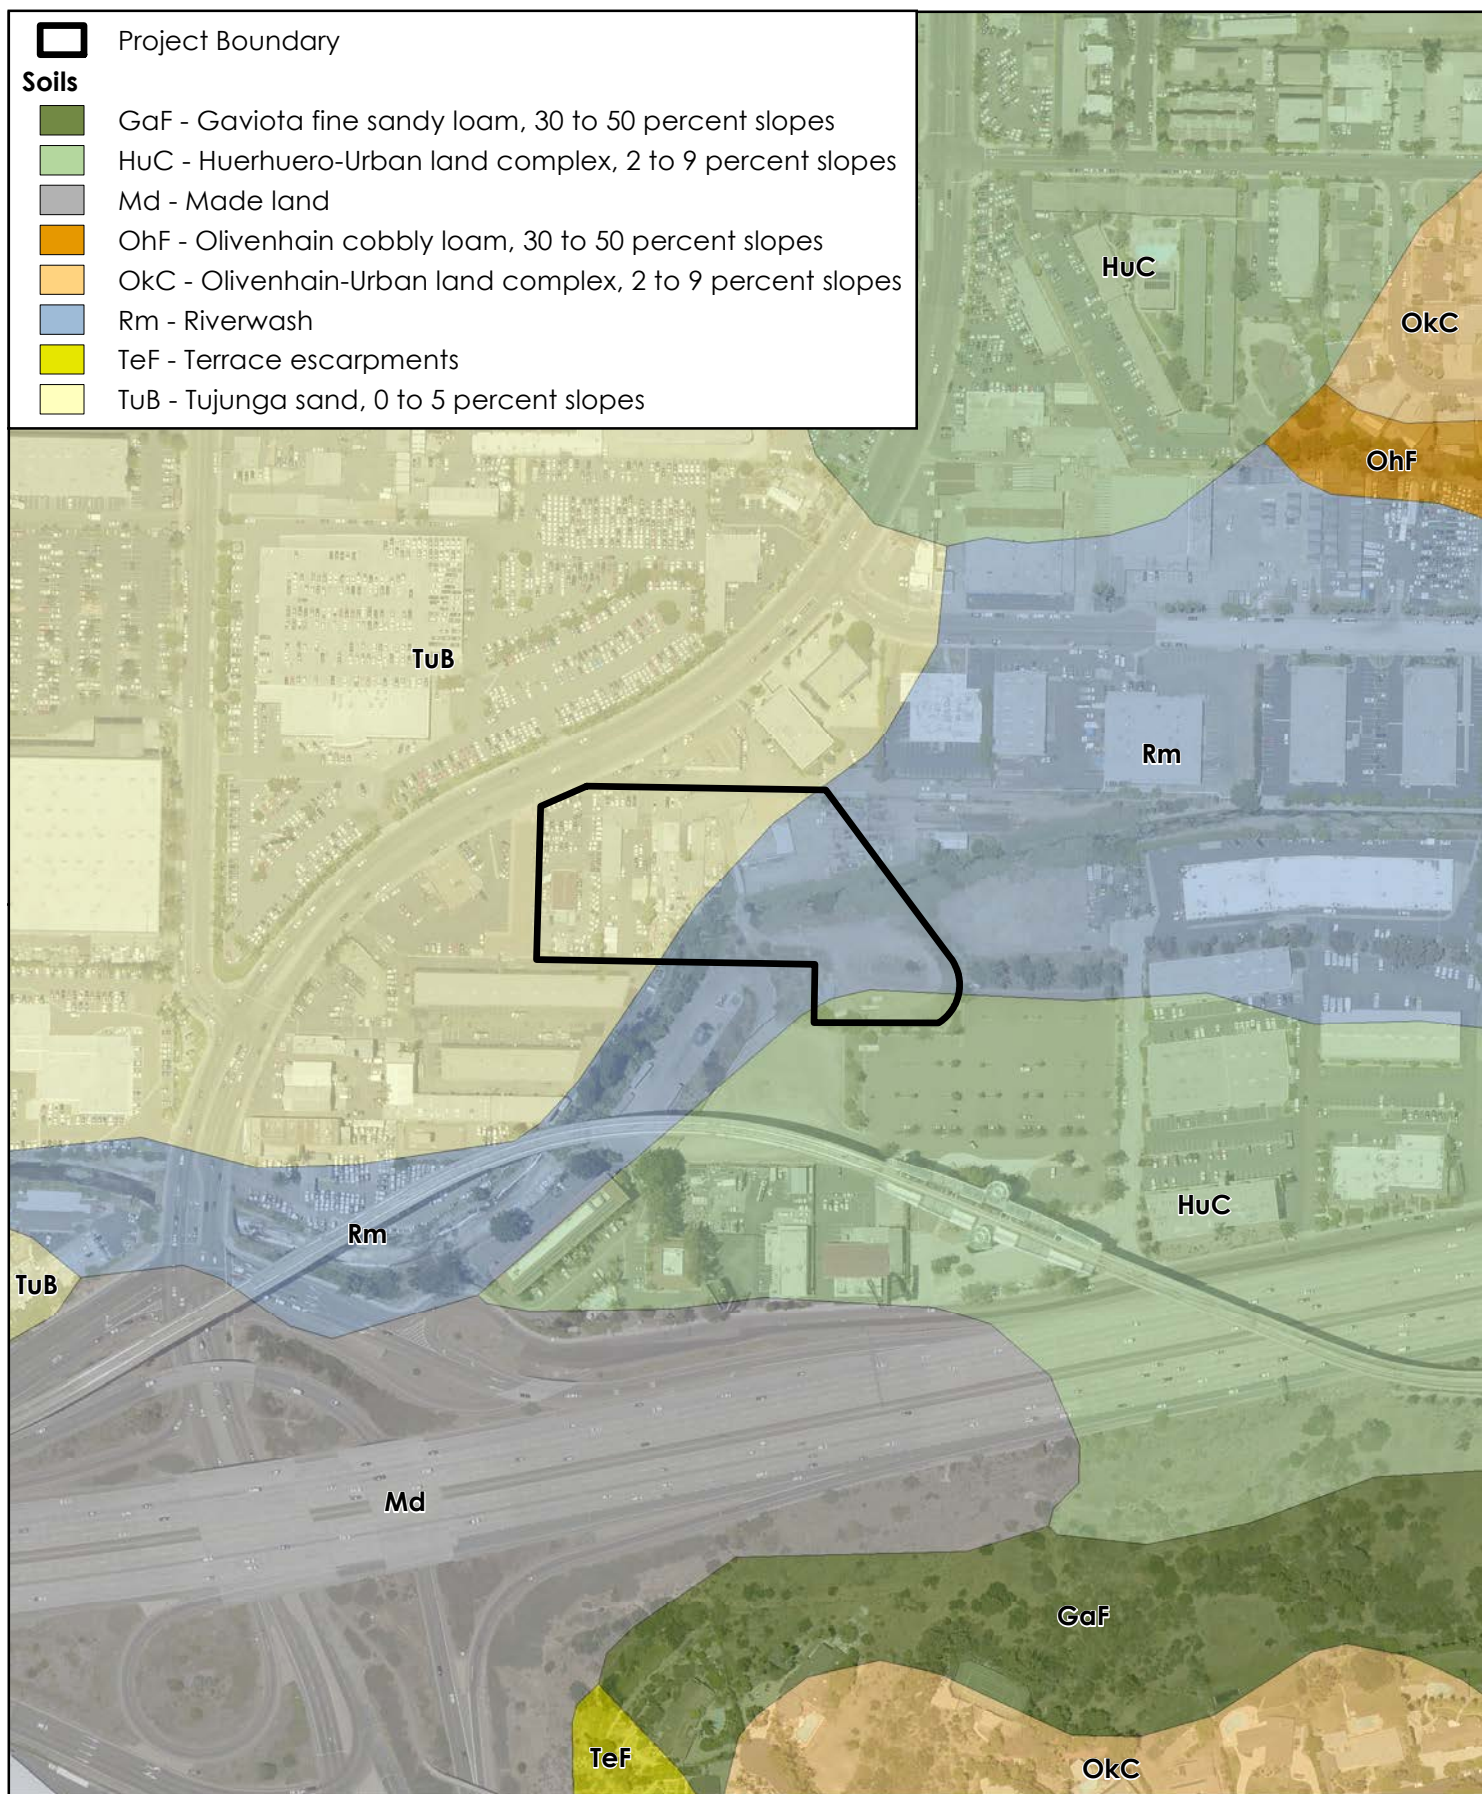 Project Boundary
Soils
GaF - Gaviota fine sandy loam, 30 to 50 percent slopes
HuC - Huerhuero-Urban land complex, 2 to 9 percent slopes
Md - Made land
OhF - Olivenhain cobbly loam, 30 to 50 percent slopes
OkC - Olivenhain-Urban land complex, 2 to 9 percent slopes
Rm - Riverwash
TeF - Terrace escarpments
TuB - Tujunga sand, 0 to 5 percent slopes
HuC
OkC
OhF
TuB
Rm
HuC
Rm
TuB
Md
GaF
TeF
OkC